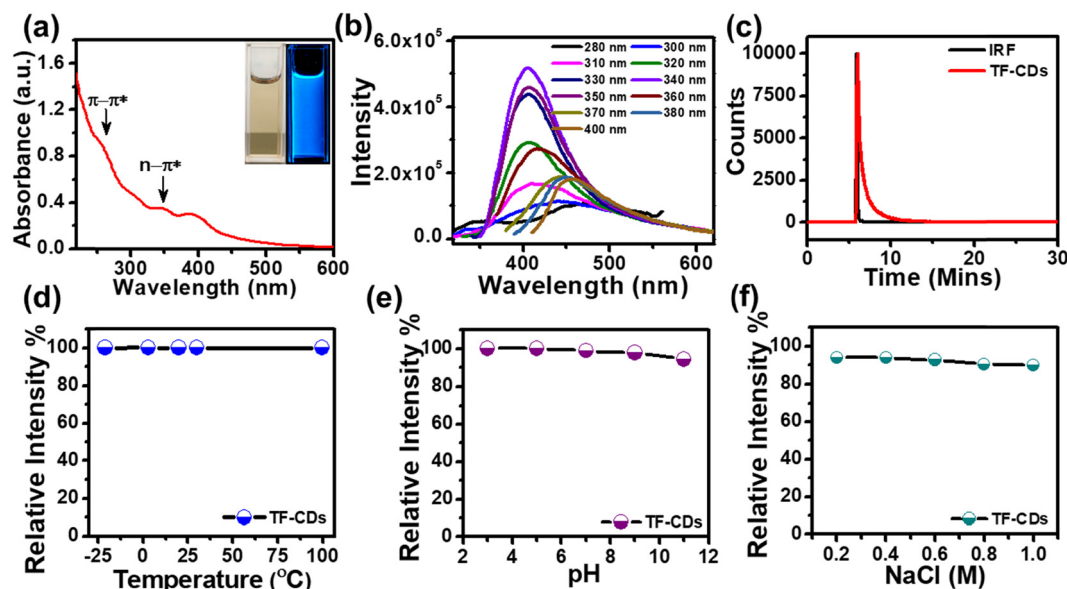 (a)
Absorbance (a.u.)
1.6
1.2
0.8
0.4
0.0
π–π*
n–π*
300
400
500
600
Wavelength (nm)
(b)
Intensity
6.0x10⁵
4.0x10⁵
2.0x10⁵
0.0
280 nm
300 nm
310 nm
320 nm
330 nm
340 nm
350 nm
360 nm
370 nm
380 nm
400 nm
400
500
600
Wavelength (nm)
(c)
Counts
10000
7500
5000
2500
0
IRF
TF-CDs
0
10
20
30
Time (Mins)
(d)
Relative Intensity %
100
80
60
40
20
0
TF-CDs
-25
0
25
50
75
100
Temperature (°C)
(e)
Relative Intensity %
100
80
60
40
20
0
TF-CDs
2
4
6
8
10
12
pH
(f)
Relative Intensity %
100
80
60
40
20
0
TF-CDs
0.2
0.4
0.6
0.8
1.0
NaCl (M)